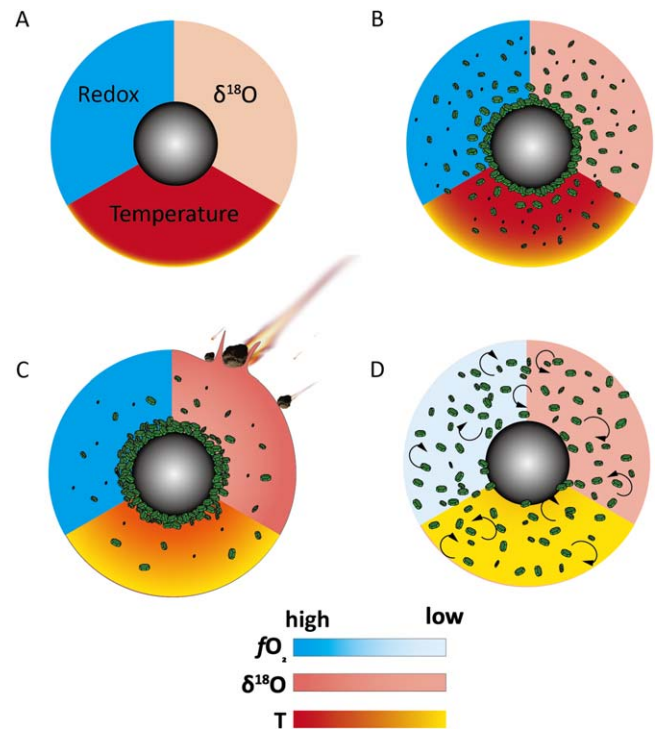 A
B
Redox
δ¹⁸O
Temperature
C
D
high
low
fO₂
δ¹⁸O
T